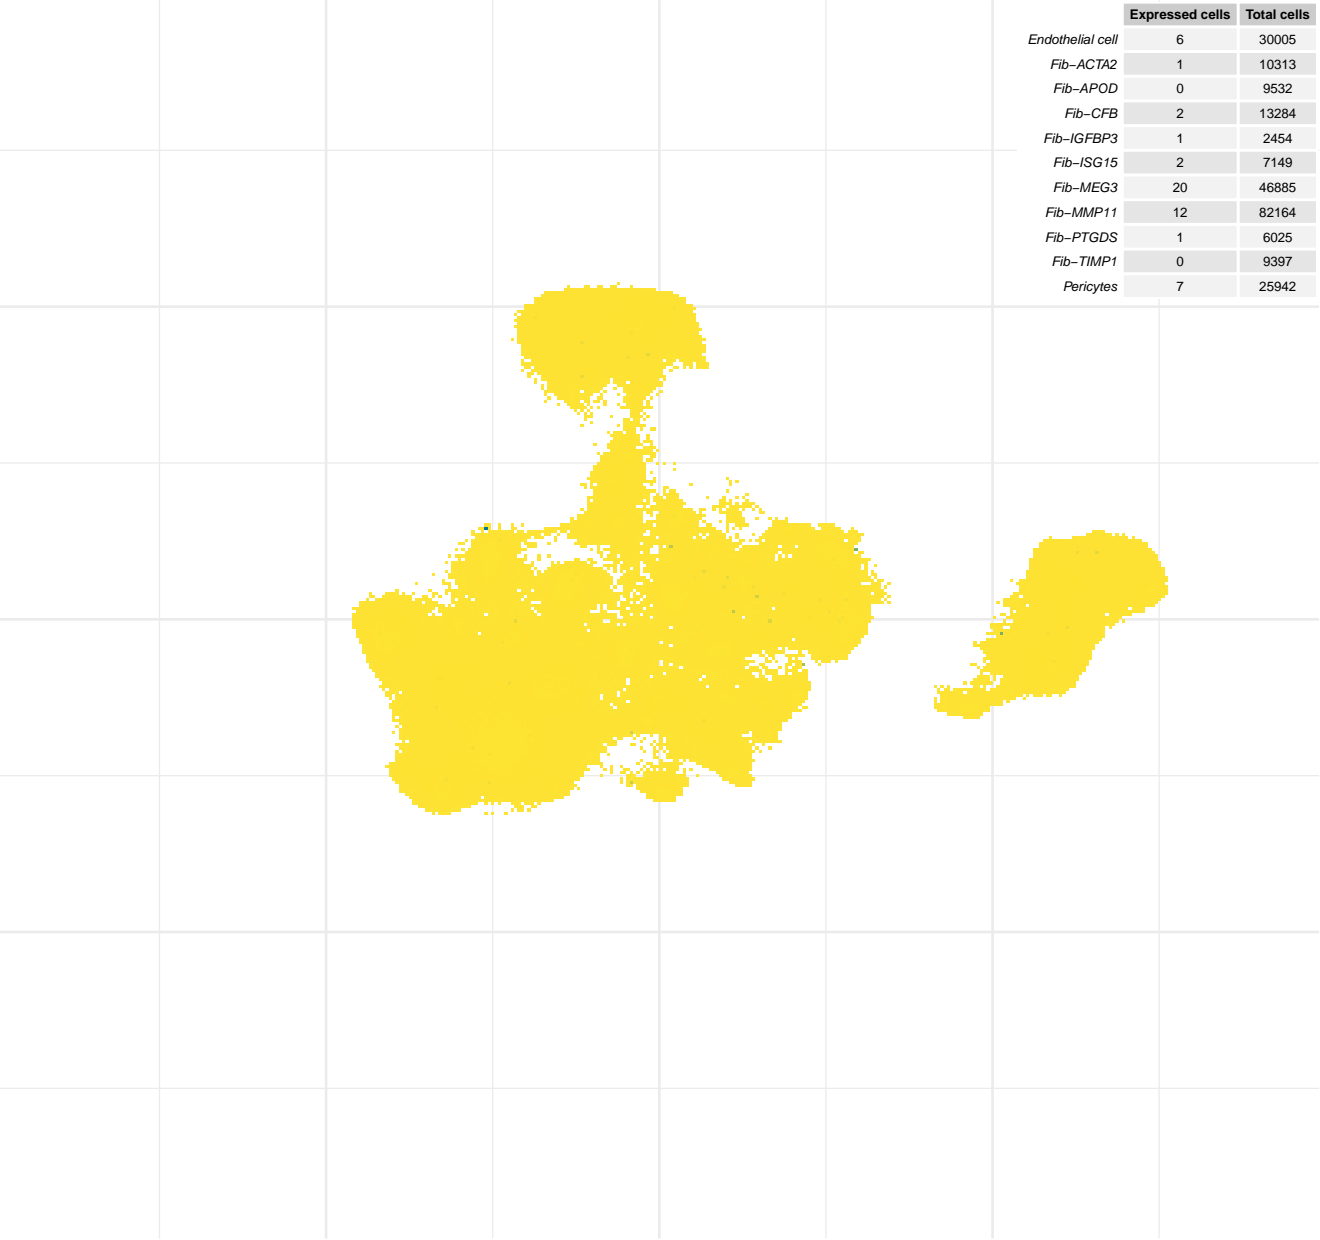 Expressed cells Total cells
Endothelial cell 6 30005
Fib−ACTA2 1 10313
Fib−APOD 0 9532
Fib−CFB 2 13284
Fib−IGFBP3 1 2454
Fib−ISG15 2 7149
Fib−MEG3 20 46885
Fib−MMP11 12 82164
Fib−PTGDS 1 6025
Fib−TIMP1 0 9397
Pericytes 7 25942